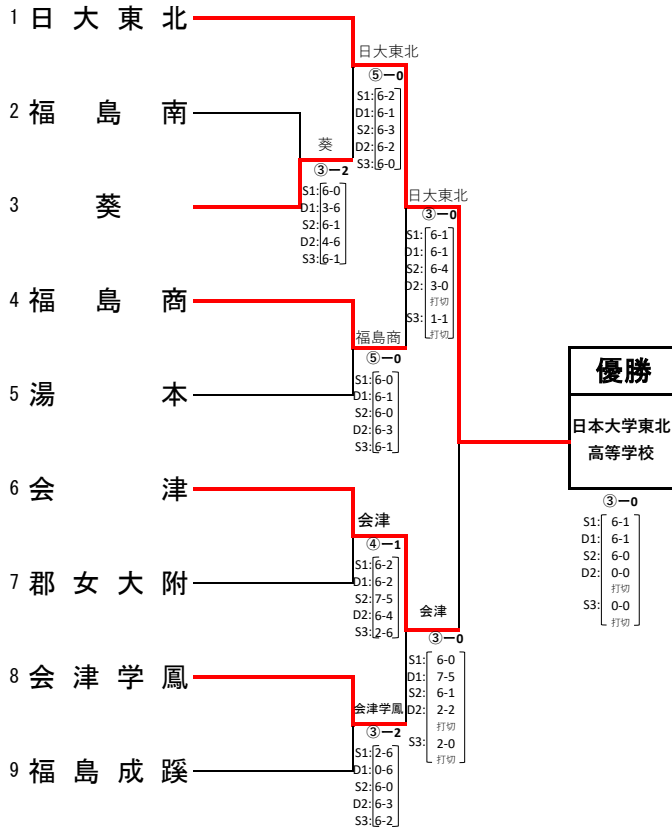 1 日大東北
2 福島南
3 葵
4 福島商
5 湯本
6 会津
7 郡女大附
8 会津学鳳
9 福島成蹊
葵
③ー2
S1: 6-0
D1: 3-6
S2: 6-1
D2: 4-6
S3: 6-1
日大東北
⑤ー0
S1: 6-2
D1: 6-1
S2: 6-3
D2: 6-2
S3: 6-0
福島商
⑤ー0
S1: 6-0
D1: 6-1
S2: 6-0
D2: 6-3
S3: 6-1
会津
④ー1
S1: 6-2
D1: 6-2
S2: 7-5
D2: 6-4
S3: 2-6
会津学鳳
③ー2
S1: 2-6
D1: 0-6
S2: 6-0
D2: 6-3
S3: 6-2
日大東北
③ー0
S1: 6-1
D1: 6-1
S2: 6-4
D2: 3-0
打切
S3: 1-1
打切
会津
③ー0
S1: 6-0
D1: 7-5
S2: 6-1
D2: 2-2
打切
S3: 2-0
打切
優勝
日本大学東北
高等学校
③ー0
S1: 6-1
D1: 6-1
S2: 6-0
D2: 0-0
打切
S3: 0-0
打切